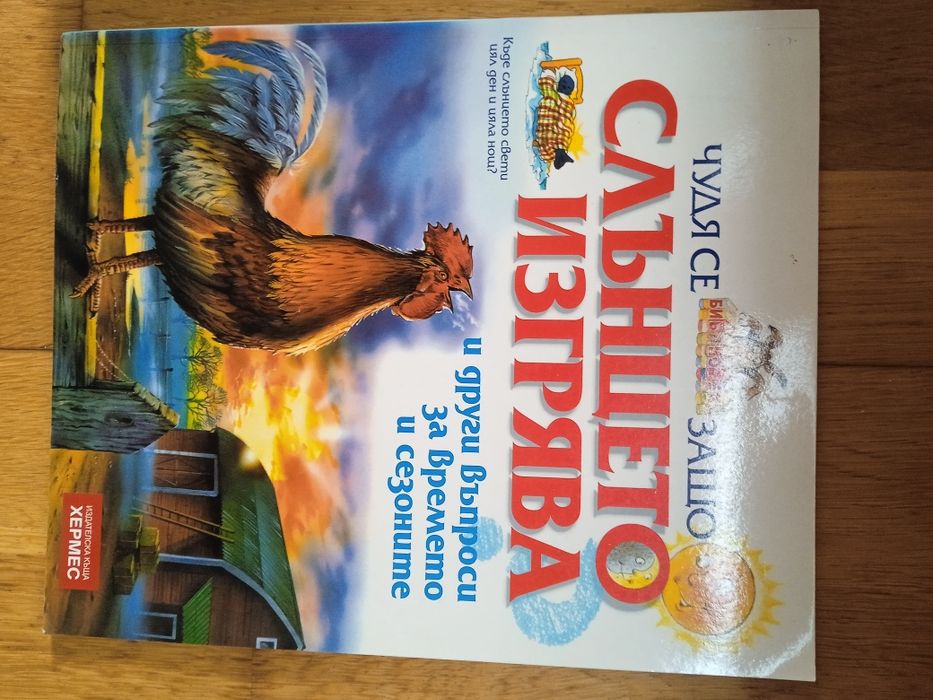 ЧУДЯ СЕ
ЗАЩО
СЛЪНЦЕТО
ИЗГРЯВА
Къде слънцето свети
цял ден и цяла нощ?
и други въпроси
за времето
и сезоните
ИЗДАТЕЛСКА КЪЩА
ХЕРМЕС